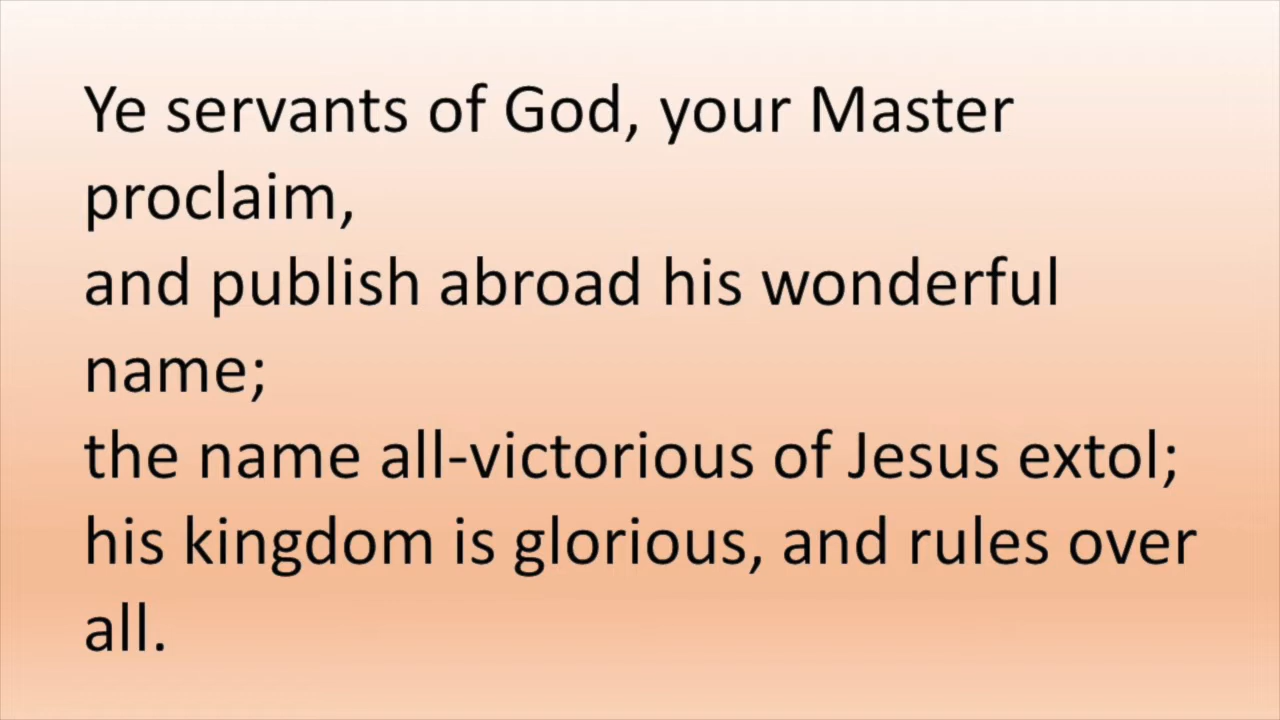 Ye servants of God, your Master
proclaim,
and publish abroad his wonderful
name;
the name all-victorious of Jesus extol;
his kingdom is glorious, and rules over
all.